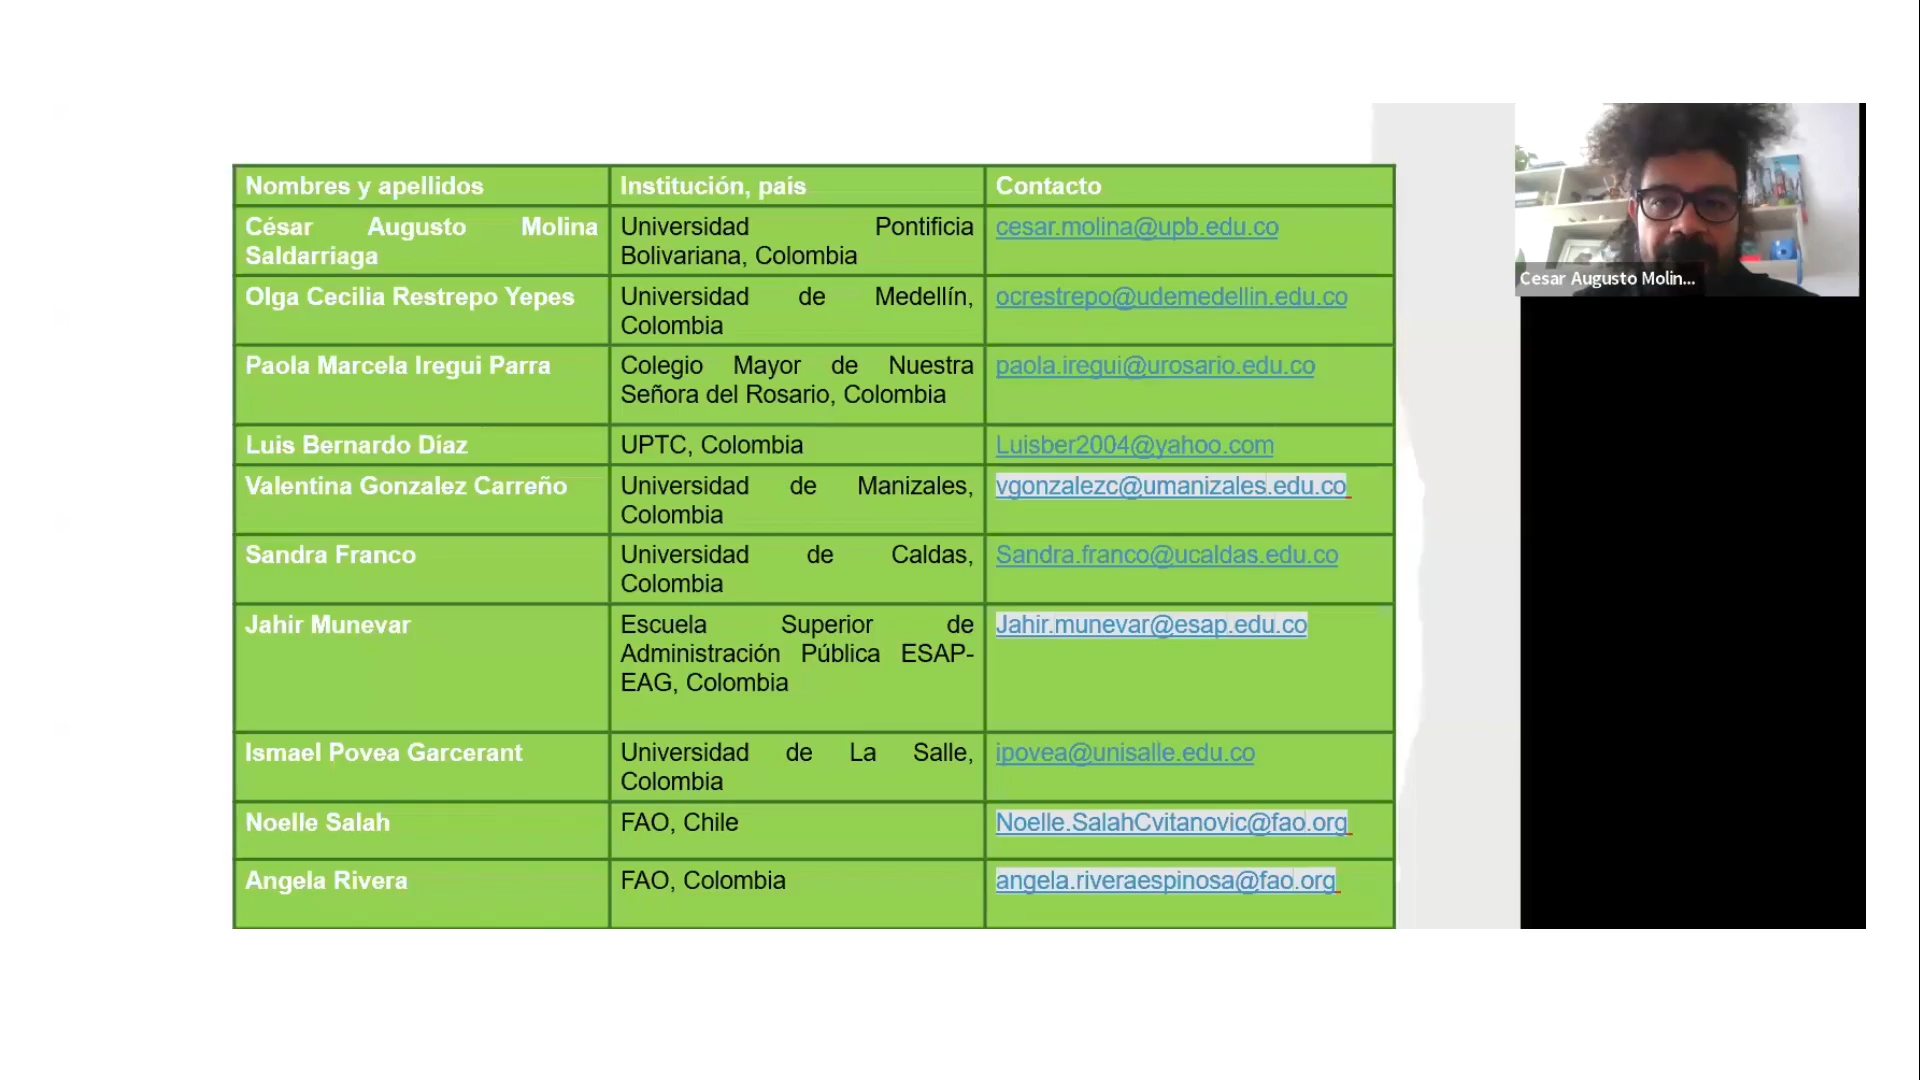 Nombres y apellidos
Institución, país
Contacto
César Augusto Molina
Saldarriaga
Universidad Pontificia
Bolivariana, Colombia
cesar.molina@upb.edu.co
Olga Cecilia Restrepo Yepes
Universidad de Medellín,
Colombia
ocrestrepo@udemedellin.edu.co
Paola Marcela Iregui Parra
Colegio Mayor de Nuestra
Señora del Rosario, Colombia
paola.iregui@urosario.edu.co
Luis Bernardo Díaz
UPTC, Colombia
Luisber2004@yahoo.com
Valentina Gonzalez Carreño
Universidad de Manizales,
Colombia
vgonzalezc@umanizales.edu.co
Sandra Franco
Universidad de Caldas,
Colombia
Sandra.franco@ucaldas.edu.co
Jahir Munevar
Escuela Superior de
Administración Pública ESAP-
EAG, Colombia
Jahir.munevar@esap.edu.co
Ismael Povea Garcerant
Universidad de La Salle,
Colombia
ipovea@unisalle.edu.co
Noelle Salah
FAO, Chile
Noelle.SalahCvitanovic@fao.org
Angela Rivera
FAO, Colombia
angela.riveraespinosa@fao.org
Cesar Augusto Molin...